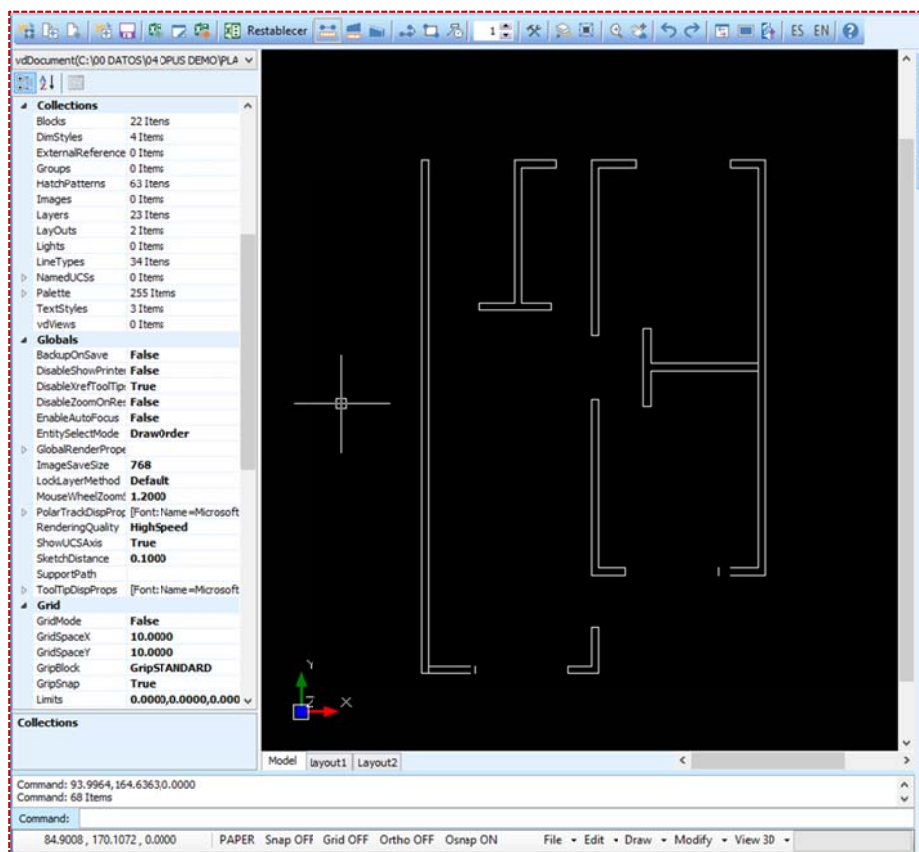 Restablecer 1 ES EN
vdDocument(C:\00 DATOS\04 OPUS DEMO\PLA
Collections
Blocks 22 Itens
DimStyles 4 Items
ExternalReference 0 Items
Groups 0 Items
HatchPatterns 63 Itens
Images 0 Items
Layers 23 Itens
LayOuts 2 Items
Lights 0 Items
LineTypes 34 Itens
NamedUCSs 0 Items
Palette 255 Items
TextStyles 3 Items
vdViews 0 Items
Globals
BackupOnSave False
DisableShowPrinter False
DisableXrefToolTip: True
DisableZoomOnRes False
EnableAutoFocus False
EntitySelectMode DrawOrder
GlobalRenderPrope
ImageSaveSize 768
LockLayerMethod Default
MouseWheelZoomS 1.2000
PolarTrackDispProp [Font: Name=Microsoft
RenderingQuality HighSpeed
ShowUCSAxis True
SketchDistance 0.1000
SupportPath
ToolTipDispProps [Font: Name=Microsoft
Grid
GridMode False
GridSpaceX 10.0000
GridSpaceY 10.0000
GripBlock GripSTANDARD
GripSnap True
Limits 0.0000,0.0000,0.000
Collections
Y
Z X
Model layout1 Layout2
Command: 93.9964,164.6363,0.0000
Command: 68 Items
Command:
84.9008 , 170.1072 , 0.0000 PAPER Snap OFF Grid OFF Ortho OFF Osnap ON File Edit Draw Modify View 3D